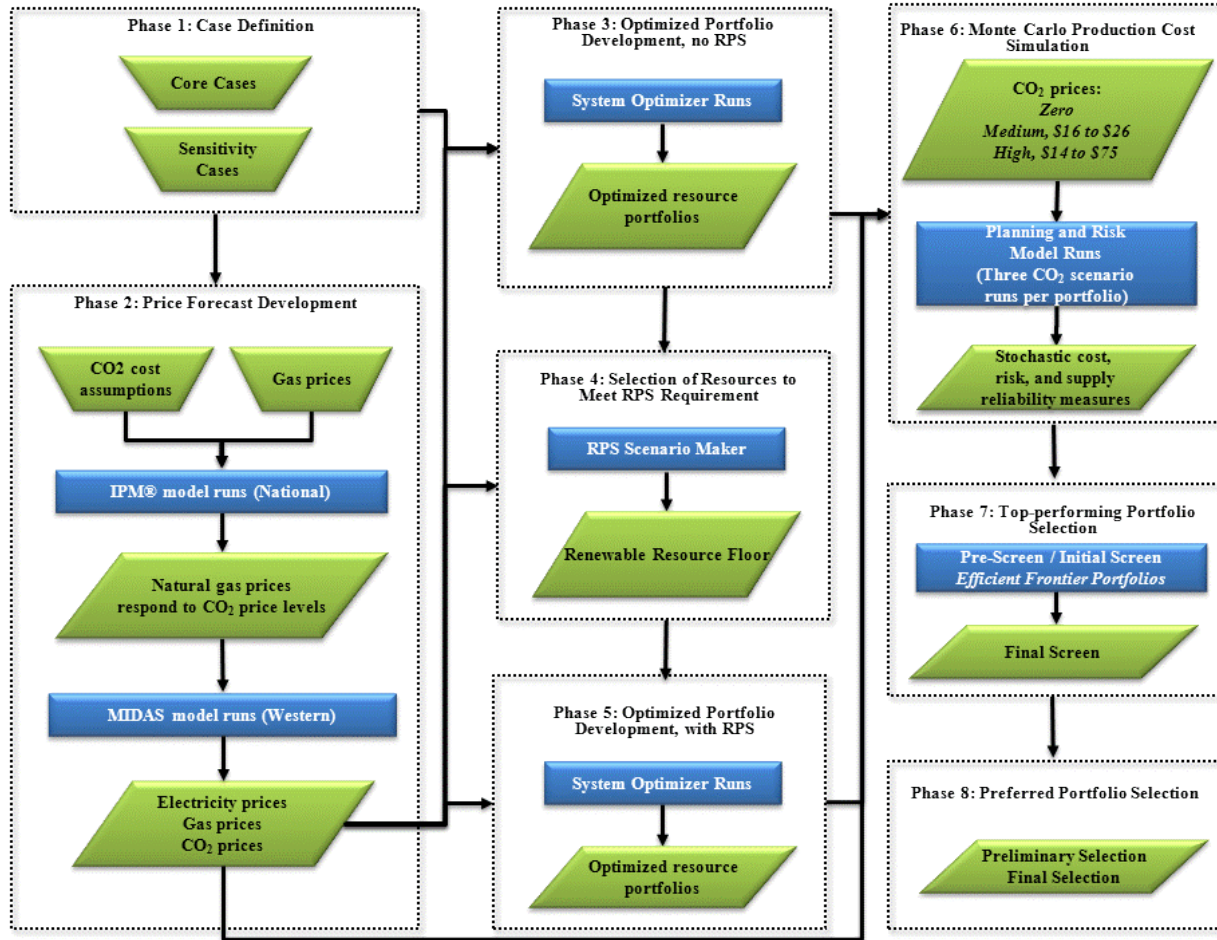 Phase 1: Case Definition
Core Cases
Sensitivity
Cases
Phase 2: Price Forecast Development
CO2 cost
assumptions
Gas prices
IPM® model runs (National)
Natural gas prices
respond to CO₂ price levels
MIDAS model runs (Western)
Electricity prices
Gas prices
CO₂ prices
Phase 3: Optimized Portfolio
Development, no RPS
System Optimizer Runs
Optimized resource
portfolios
Phase 4: Selection of Resources to
Meet RPS Requirement
RPS Scenario Maker
Renewable Resource Floor
Phase 5: Optimized Portfolio
Development, with RPS
System Optimizer Runs
Optimized resource
portfolios
Phase 6: Monte Carlo Production Cost
Simulation
CO₂ prices:
Zero
Medium, $16 to $26
High, $14 to $75
Planning and Risk
Model Runs
(Three CO₂ scenario
runs per portfolio)
Stochastic cost,
risk, and supply
reliability measures
Phase 7: Top-performing Portfolio
Selection
Pre-Screen / Initial Screen
Efficient Frontier Portfolios
Final Screen
Phase 8: Preferred Portfolio Selection
Preliminary Selection
Final Selection